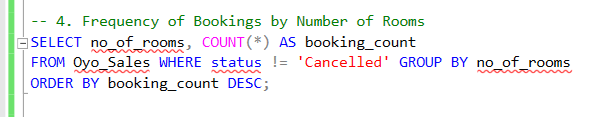 -- 4. Frequency of Bookings by Number of Rooms
SELECT no_of_rooms, COUNT(*) AS booking_count
FROM Oyo_Sales WHERE status != 'Cancelled' GROUP BY no_of_rooms
ORDER BY booking_count DESC;